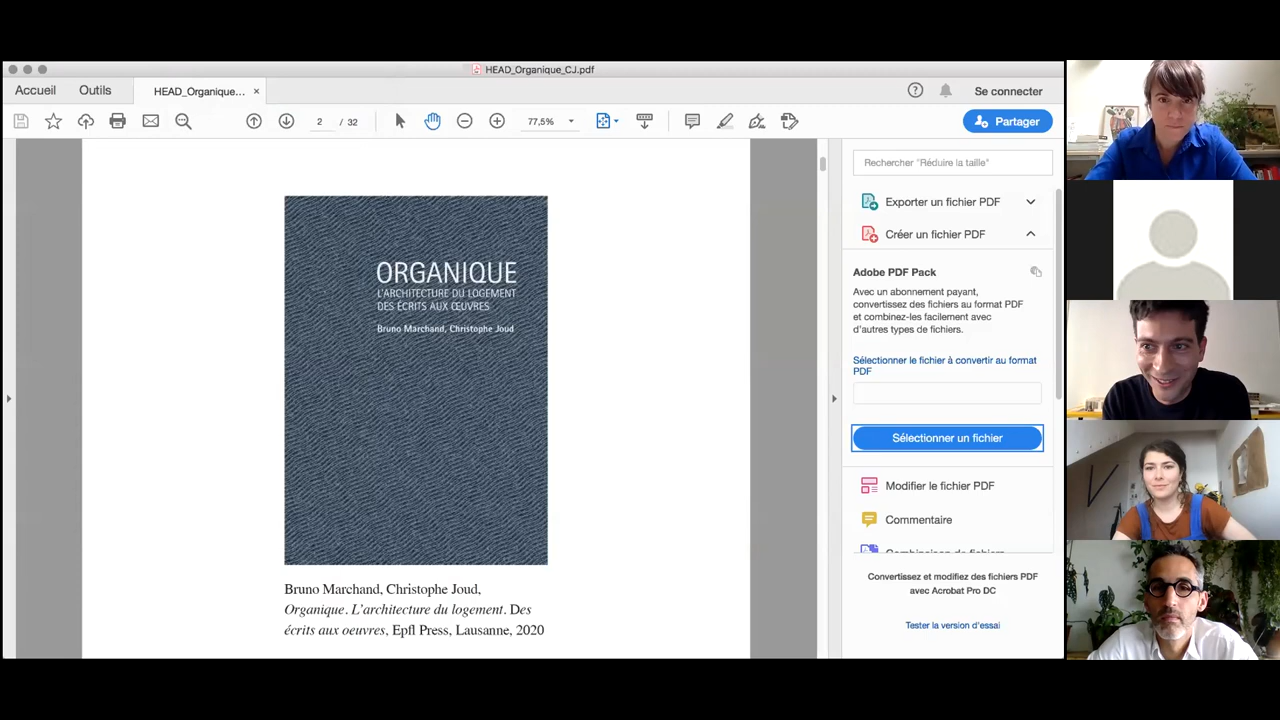 HEAD_Organique_CJ.pdf
Accueil
Outils
HEAD_Organique... ×
Se connecter
2 / 32
77,5%
Partager
ORGANIQUE
L'ARCHITECTURE DU LOGEMENT
DES ÉCRITS AUX ŒUVRES
Bruno Marchand, Christophe Joud
Bruno Marchand, Christophe Joud,
Organique. L'architecture du logement. Des
écrits aux oeuvres, Epfl Press, Lausanne, 2020
Rechercher "Réduire la taille"
Exporter un fichier PDF
Créer un fichier PDF
Adobe PDF Pack
Avec un abonnement payant,
convertissez des fichiers au format PDF
et combinez-les facilement avec
d'autres types de fichiers.
Sélectionner le fichier à convertir au format
PDF
Sélectionner un fichier
Modifier le fichier PDF
Commentaire
Combinaison de fichiers
Convertissez et modifiez des fichiers PDF
avec Acrobat Pro DC
Tester la version d'essai